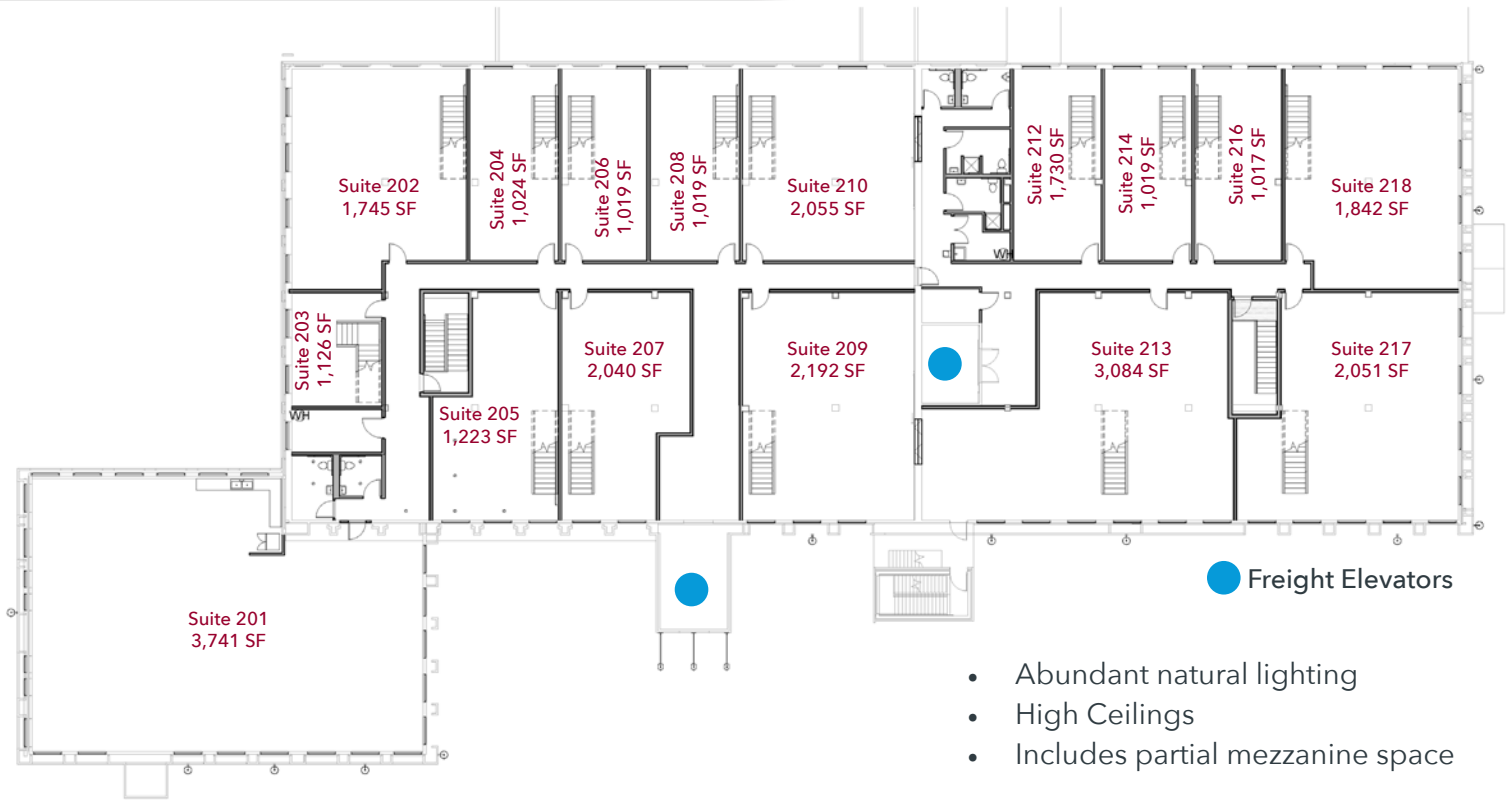 Suite 202
1,745 SF
Suite 204
1,024 SF
Suite 206
1,019 SF
Suite 208
1,019 SF
Suite 210
2,055 SF
Suite 212
1,730 SF
Suite 214
1,019 SF
Suite 216
1,017 SF
Suite 218
1,842 SF
WH
Suite 203
1,126 SF
WH
Suite 205
1,223 SF
Suite 207
2,040 SF
Suite 209
2,192 SF
Suite 213
3,084 SF
Suite 217
2,051 SF
Suite 201
3,741 SF
Freight Elevators
• Abundant natural lighting
• High Ceilings
• Includes partial mezzanine space